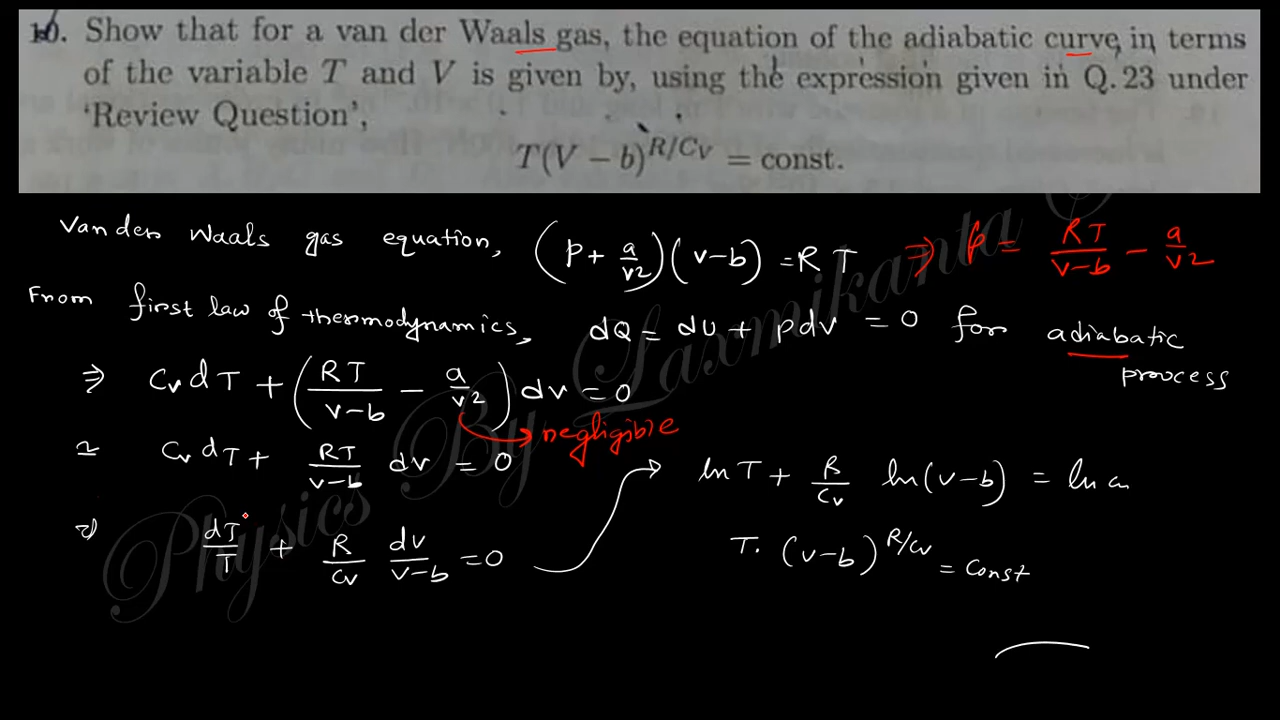 10. Show that for a van der Waals gas, the equation of the adiabatic curve, in terms
of the variable T and V is given by, using the expression given in Q. 23 under
'Review Question',
T(V − b)^{R/C_V} = const.
Van der Waals gas equation, (p + a/v²)(v−b) = RT ⇒ p = RT/(v−b) − a/v²
From first law of thermodynamics, dQ = dU + pdv = 0 for adiabatic
process
⇒ CvdT + (RT/(v−b) − a/v²) dv = 0
negligible
CvdT + RT/(v−b) dv = 0
dT/T + R/Cv dv/(v−b) = 0
ln T + R/Cv ln(v−b) = ln
T. (v−b)^{R/Cv} = const
Physics By Laxmikanta